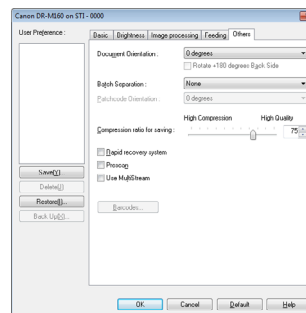 Canon DR-M160 on STI - 0000
User Preference :
Basic Brightness Image processing Feeding Others
Document Orientation : 0 degrees
Rotate +180 degrees Back Side
Batch Separation : None
Patchcode Orientation : 0 degrees
High Compression High Quality
Compression ratio for saving : 75
Rapid recovery system
Prescan
Use MultiStream
Barcodes...
Save(Y)...
Delete(J)
Restore(I)...
Back Up(K)...
OK Cancel Default Help